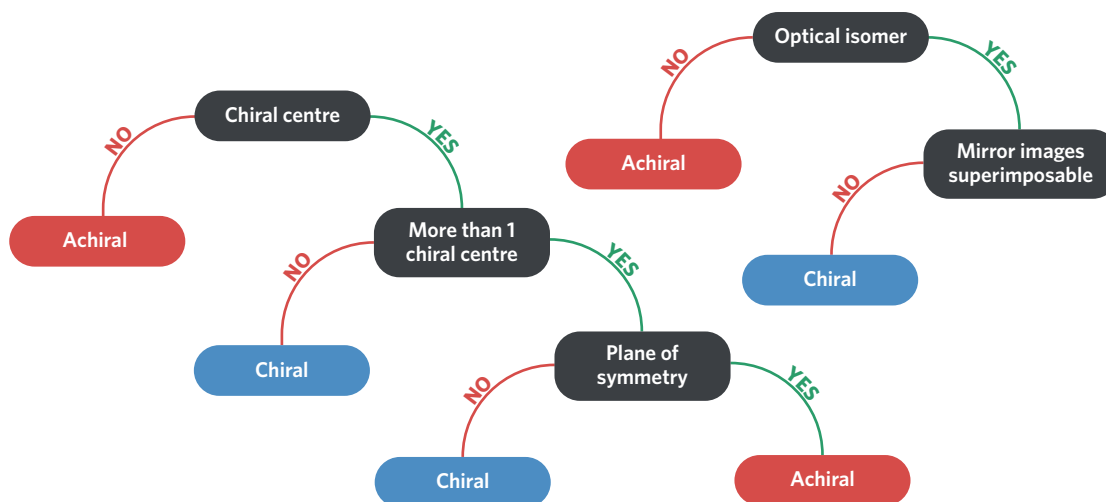 Optical isomer
NO
YES
Chiral centre
NO
YES
Achiral
Mirror images
superimposable
NO
Achiral
More than 1
chiral centre
NO
YES
Chiral
Chiral
Plane of
symmetry
NO
YES
Chiral
Achiral